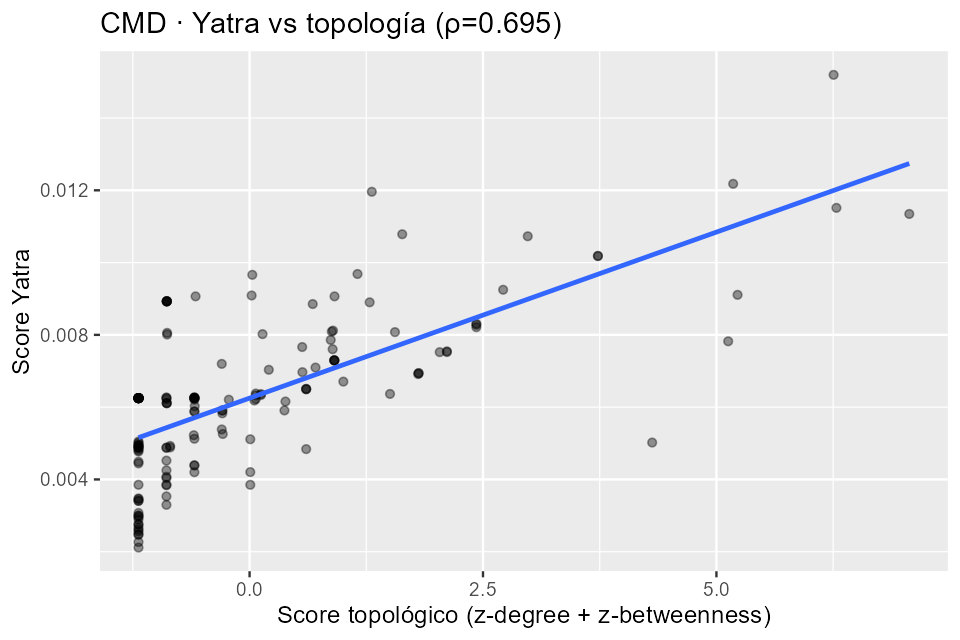 CMD · Yatra vs topología (ρ=0.695)
Score Yatra
0.012
0.008
0.004
0.0 2.5 5.0
Score topológico (z-degree + z-betweenness)